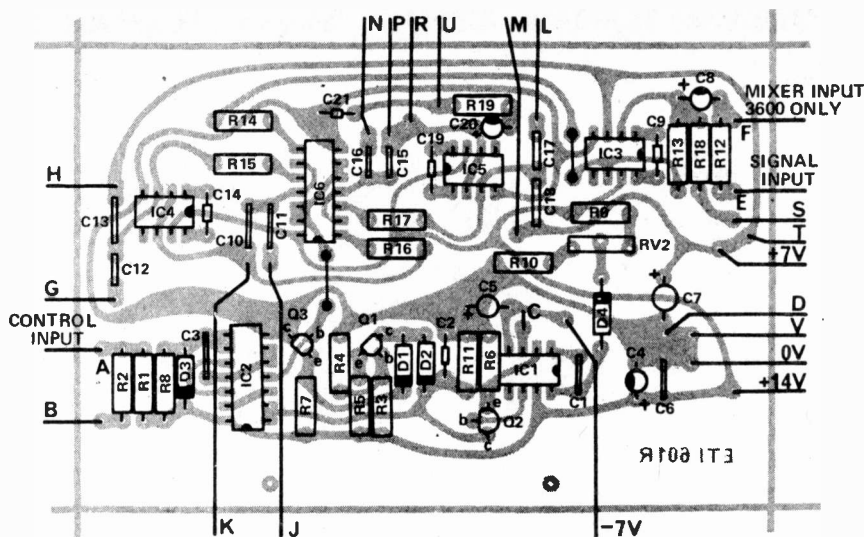 N P R U M L
C21
R19
C8
MIXER INPUT
3600 ONLY
R14
C20
F
C19
C9
R13
R18
R12
R15
C16
C15
C17
IC3
IC6
IC5
SIGNAL
INPUT
H
C14
E
C13
IC4
C10
C11
R17
C18
R9
S
T
R16
RV2
+7V
C12
R10
G
C5
C7
D
CONTROL
INPUT
Q3
Q1
C
D4
V
C3
c
b
e
c
b
e
C2
A
R2
R1
R8
D3
IC2
R4
D1
D2
R11
R6
IC1
C1
C4
C6
0V
+14V
R7
R5
R3
e
b
Q2
c
B
ETI 601R
K
J
-7V